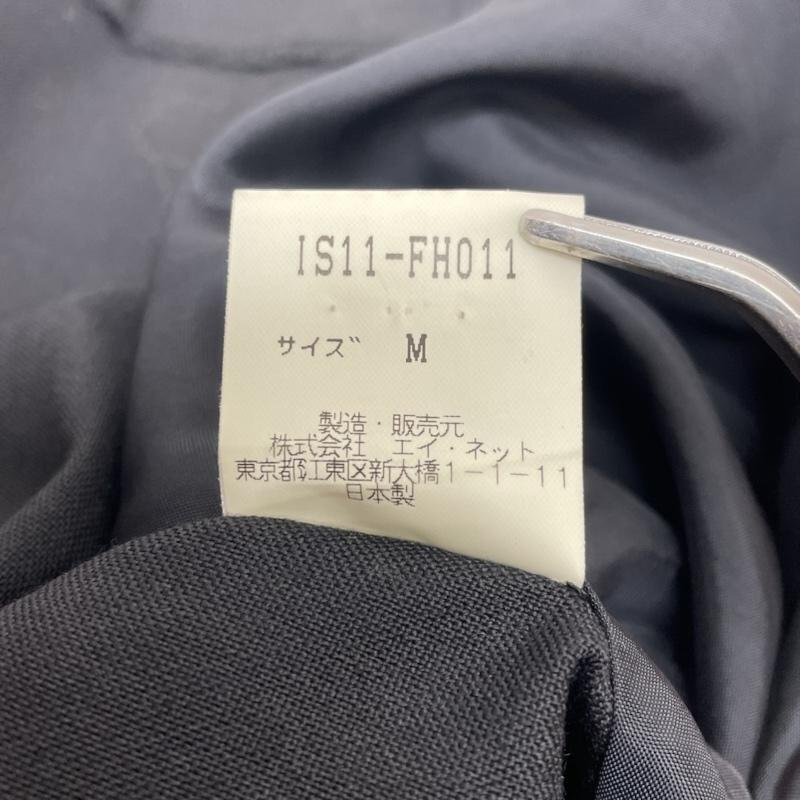 IS11-FH011
サイズ M
製造・販売元
株式会社 エイ・ネット
東京都江東区新大橋1-1-11
日本製